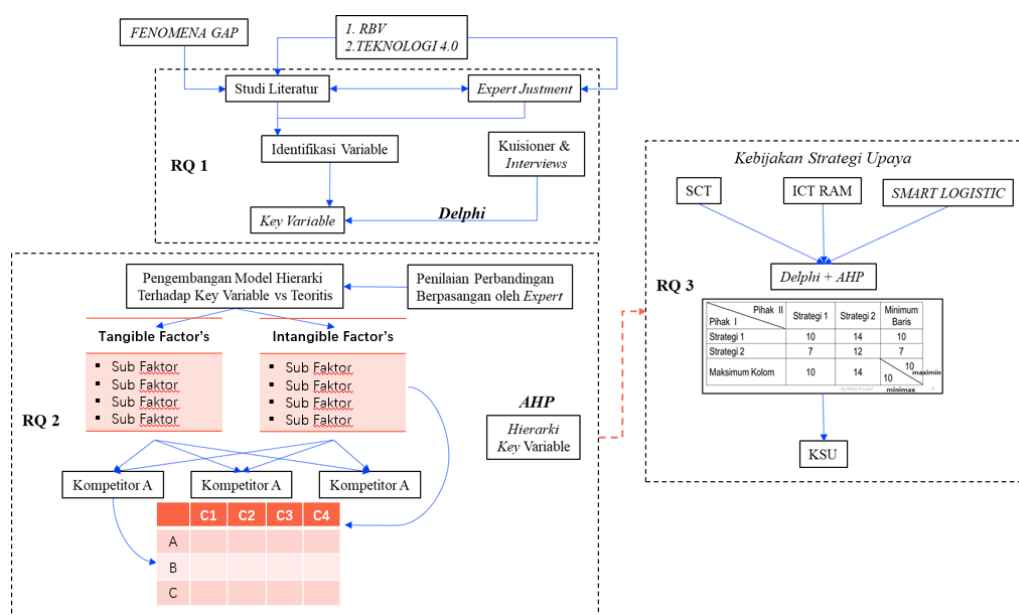 FENOMENA GAP
1. RBV
2.TEKNOLOGI 4.0
Studi Literatur
Expert Justment
Identifikasi Variable
Kuisioner &
Interviews
RQ 1
Key Variable
Delphi
Pengembangan Model Hierarki
Terhadap Key Variable vs Teoritis
Penilaian Perbandingan
Berpasangan oleh Expert
Tangible Factor's
Intangible Factor's
▪ Sub Faktor
▪ Sub Faktor
▪ Sub Faktor
▪ Sub Faktor
▪ Sub Faktor
▪ Sub Faktor
▪ Sub Faktor
▪ Sub Faktor
RQ 2
AHP
Hierarki
Key Variable
Kompetitor A
Kompetitor A
Kompetitor A
C1 C2 C3 C4
A
B
C
Kebijakan Strategi Upaya
SCT
ICT RAM
SMART LOGISTIC
Delphi + AHP
RQ 3
Pihak II
Pihak I
Strategi 1
Strategi 2
Minimum
Baris
Strategi 1 10 14 10
Strategi 2 7 12 7
Maksimum Kolom 10 14
10 maximin
10
minimax
KSU